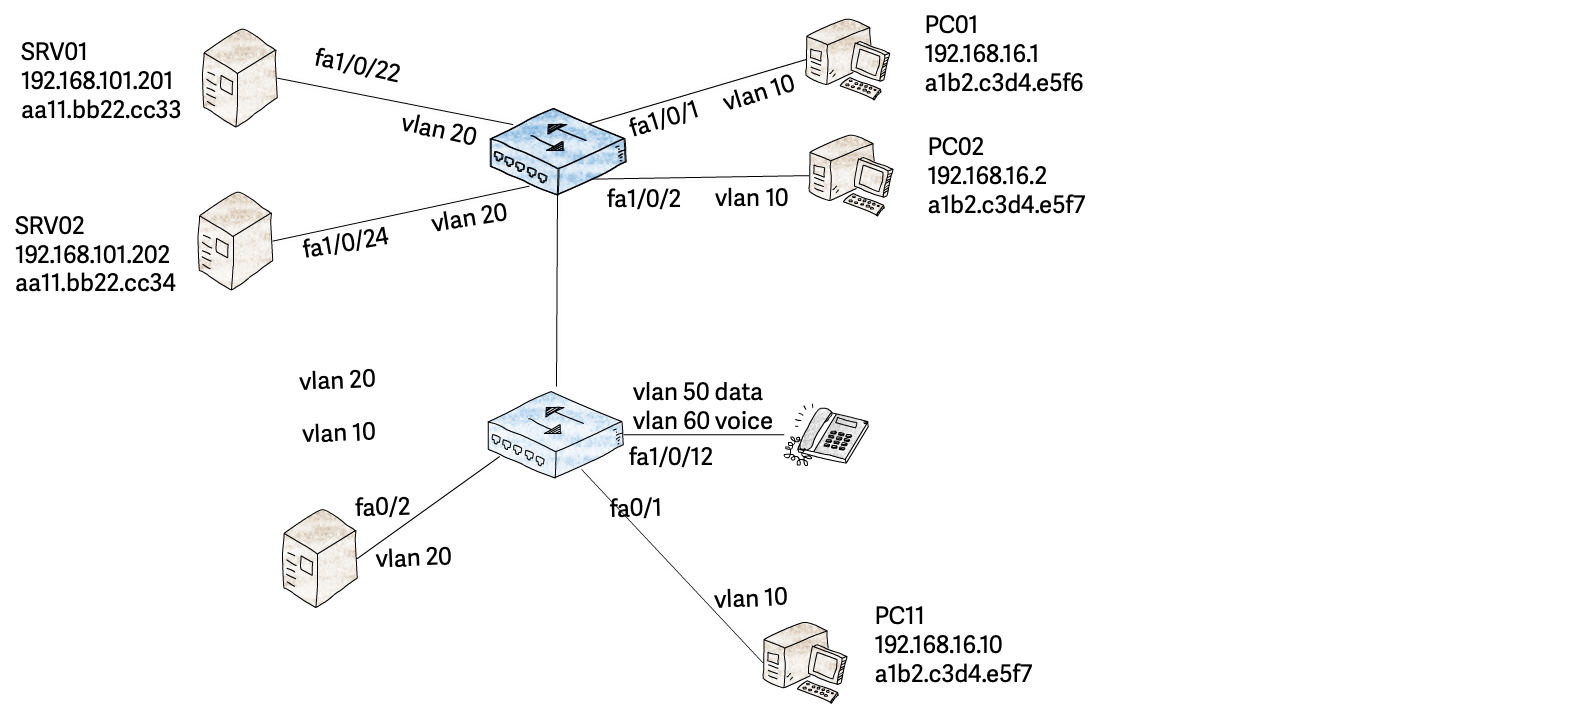 SRV01
192.168.101.201
aa11.bb22.cc33
fa1/0/22
vlan 20
fa1/0/1
vlan 10
PC01
192.168.16.1
a1b2.c3d4.e5f6
PC02
192.168.16.2
a1b2.c3d4.e5f7
fa1/0/2
vlan 10
SRV02
192.168.101.202
aa11.bb22.cc34
fa1/0/24
vlan 20
vlan 20
vlan 10
vlan 50 data
vlan 60 voice
fa1/0/12
fa0/2
vlan 20
fa0/1
vlan 10
PC11
192.168.16.10
a1b2.c3d4.e5f7